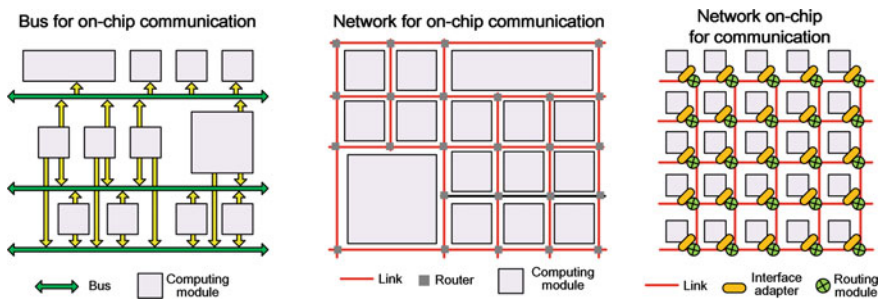 Bus for on-chip communication
Network for on-chip communication
Network on-chip
for communication
Bus
Computing
module
Link
Router
Computing
module
Link
Interface
adapter
Routing
module